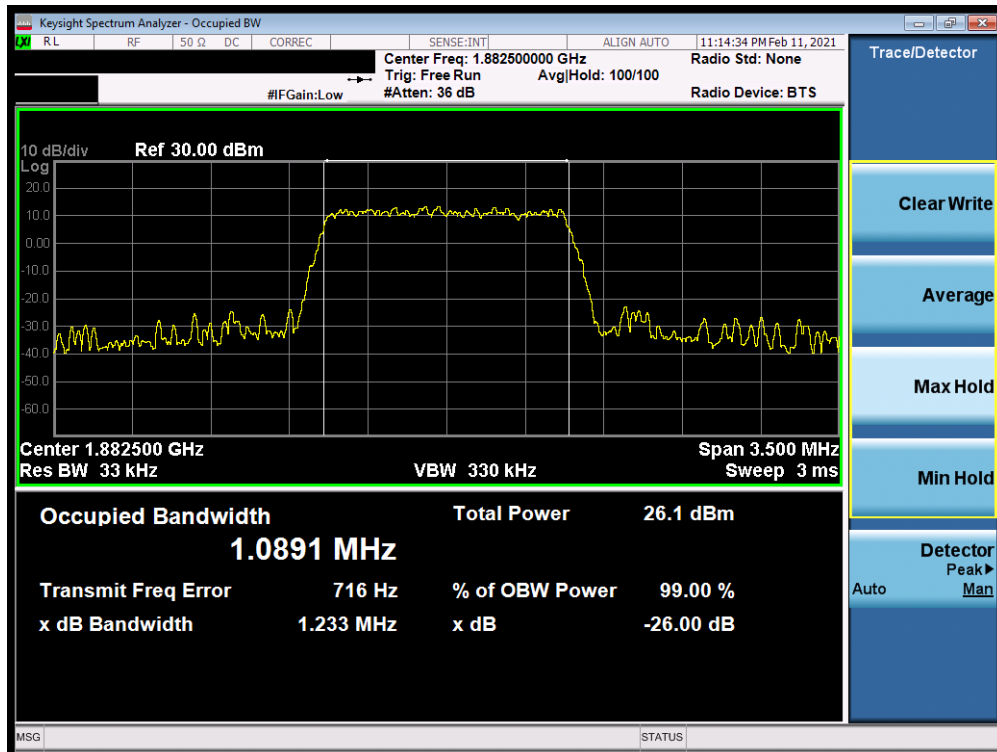 Keysight Spectrum Analyzer - Occupied BW
LXI RL RF 50 Ω DC CORREC SENSE:INT ALIGN AUTO 11:14:34 PM Feb 11, 2021
Center Freq: 1.882500000 GHz Radio Std: None
Trig: Free Run Avg|Hold: 100/100
#IFGain:Low #Atten: 36 dB Radio Device: BTS
10 dB/div Ref 30.00 dBm
Log
20.0
10.0
0.00
-10.0
-20.0
-30.0
-40.0
-50.0
-60.0
Center 1.882500 GHz Span 3.500 MHz
Res BW 33 kHz VBW 330 kHz Sweep 3 ms
Occupied Bandwidth Total Power 26.1 dBm
1.0891 MHz
Transmit Freq Error 716 Hz % of OBW Power 99.00 %
x dB Bandwidth 1.233 MHz x dB -26.00 dB
MSG STATUS
Trace/Detector
Clear Write
Average
Max Hold
Min Hold
Detector
Peak▶
Auto Man